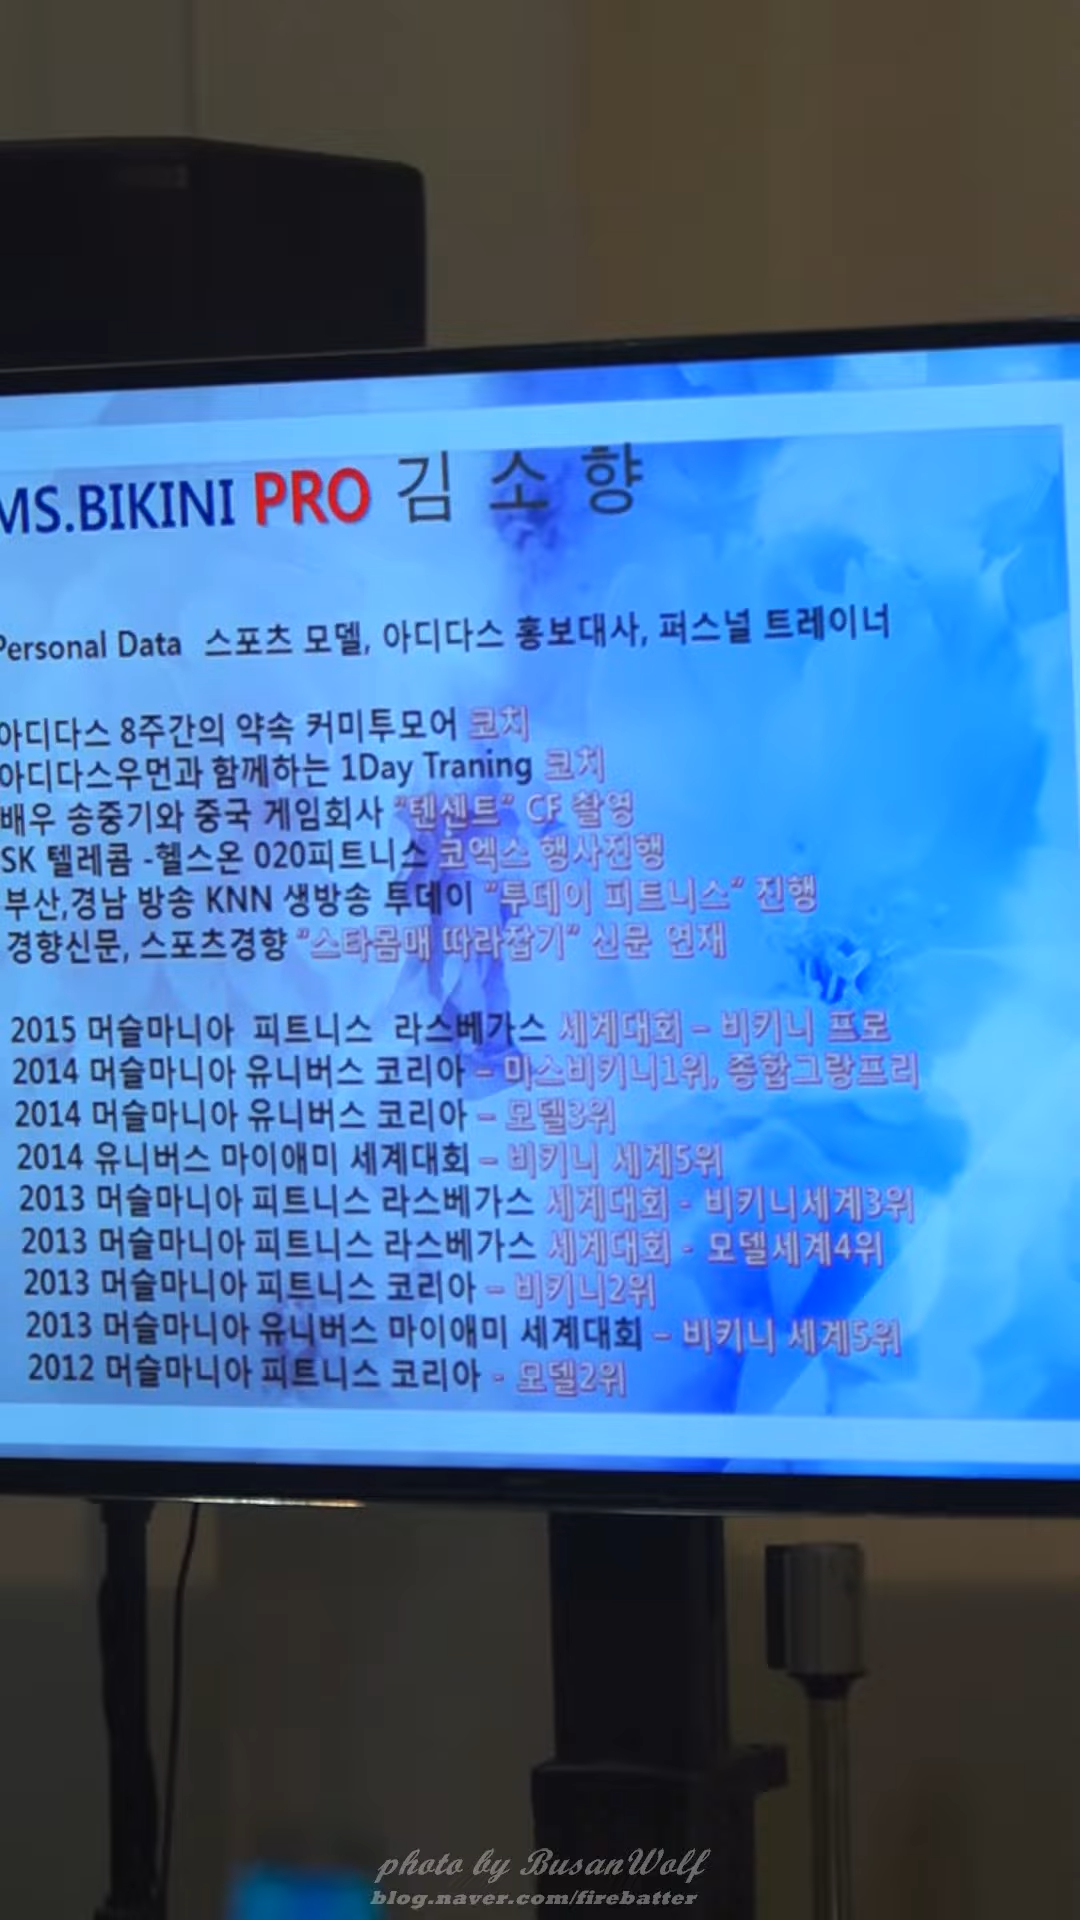 MS.BIKINI PRO 김 소 향
Personal Data 스포츠 모델, 아디다스 홍보대사, 퍼스널 트레이너
아디다스 8주간의 약속 커미투모어 코치
아디다스우먼과 함께하는 1Day Traning 코치
배우 송중기와 중국 게임회사 "텐센트" CF 촬영
SK 텔레콤 -헬스온 020피트니스 코엑스 행사진행
부산,경남 방송 KNN 생방송 투데이 "투데이 피트니스" 진행
경향신문, 스포츠경향 "스타몸매 따라잡기" 신문 연재
2015 머슬마니아 피트니스 라스베가스 세계대회 – 비키니 프로
2014 머슬마니아 유니버스 코리아 – 미스비키니1위, 종합그랑프리
2014 머슬마니아 유니버스 코리아 – 모델3위
2014 유니버스 마이애미 세계대회 – 비키니 세계5위
2013 머슬마니아 피트니스 라스베가스 세계대회 - 비키니세계3위
2013 머슬마니아 피트니스 라스베가스 세계대회 - 모델세계4위
2013 머슬마니아 피트니스 코리아 – 비키니2위
2013 머슬마니아 유니버스 마이애미 세계대회 – 비키니 세계5위
2012 머슬마니아 피트니스 코리아 - 모델2위
photo by BusanWolf
blog.naver.com/firebatter